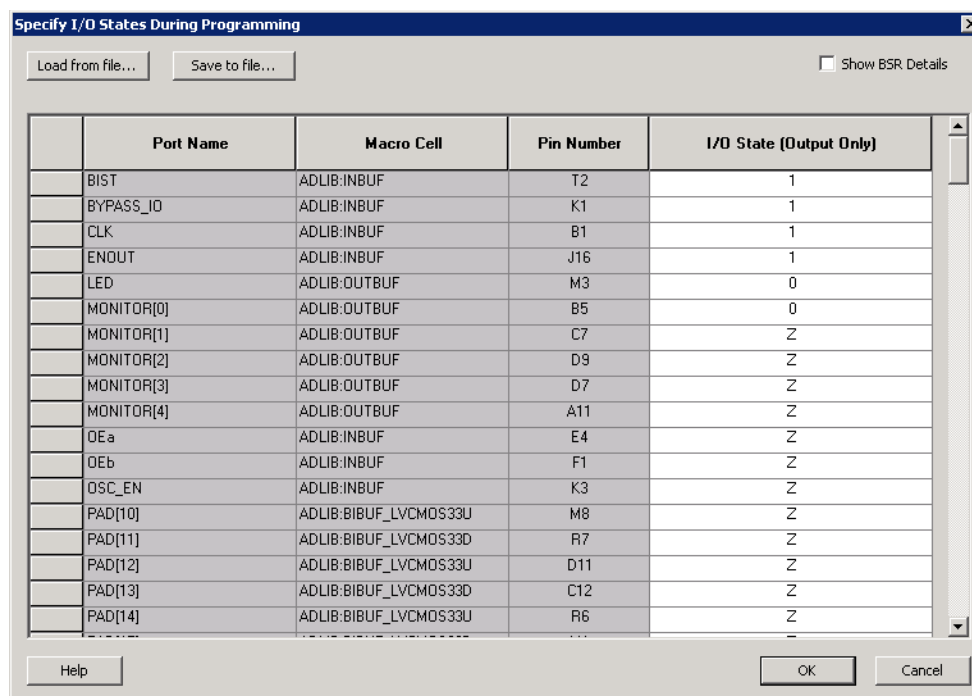 Specify I/O States During Programming
Load from file... Save to file... Show BSR Details
Port Name Macro Cell Pin Number I/O State (Output Only)
BIST ADLIB:INBUF T2 1
BYPASS_IO ADLIB:INBUF K1 1
CLK ADLIB:INBUF B1 1
ENOUT ADLIB:INBUF J16 1
LED ADLIB:OUTBUF M3 0
MONITOR[0] ADLIB:OUTBUF B5 0
MONITOR[1] ADLIB:OUTBUF C7 Z
MONITOR[2] ADLIB:OUTBUF D9 Z
MONITOR[3] ADLIB:OUTBUF D7 Z
MONITOR[4] ADLIB:OUTBUF A11 Z
OEa ADLIB:INBUF E4 Z
OEb ADLIB:INBUF F1 Z
OSC_EN ADLIB:INBUF K3 Z
PAD[10] ADLIB:BIBUF_LVCMOS33U M8 Z
PAD[11] ADLIB:BIBUF_LVCMOS33D R7 Z
PAD[12] ADLIB:BIBUF_LVCMOS33U D11 Z
PAD[13] ADLIB:BIBUF_LVCMOS33D C12 Z
PAD[14] ADLIB:BIBUF_LVCMOS33U R6 Z
Help OK Cancel